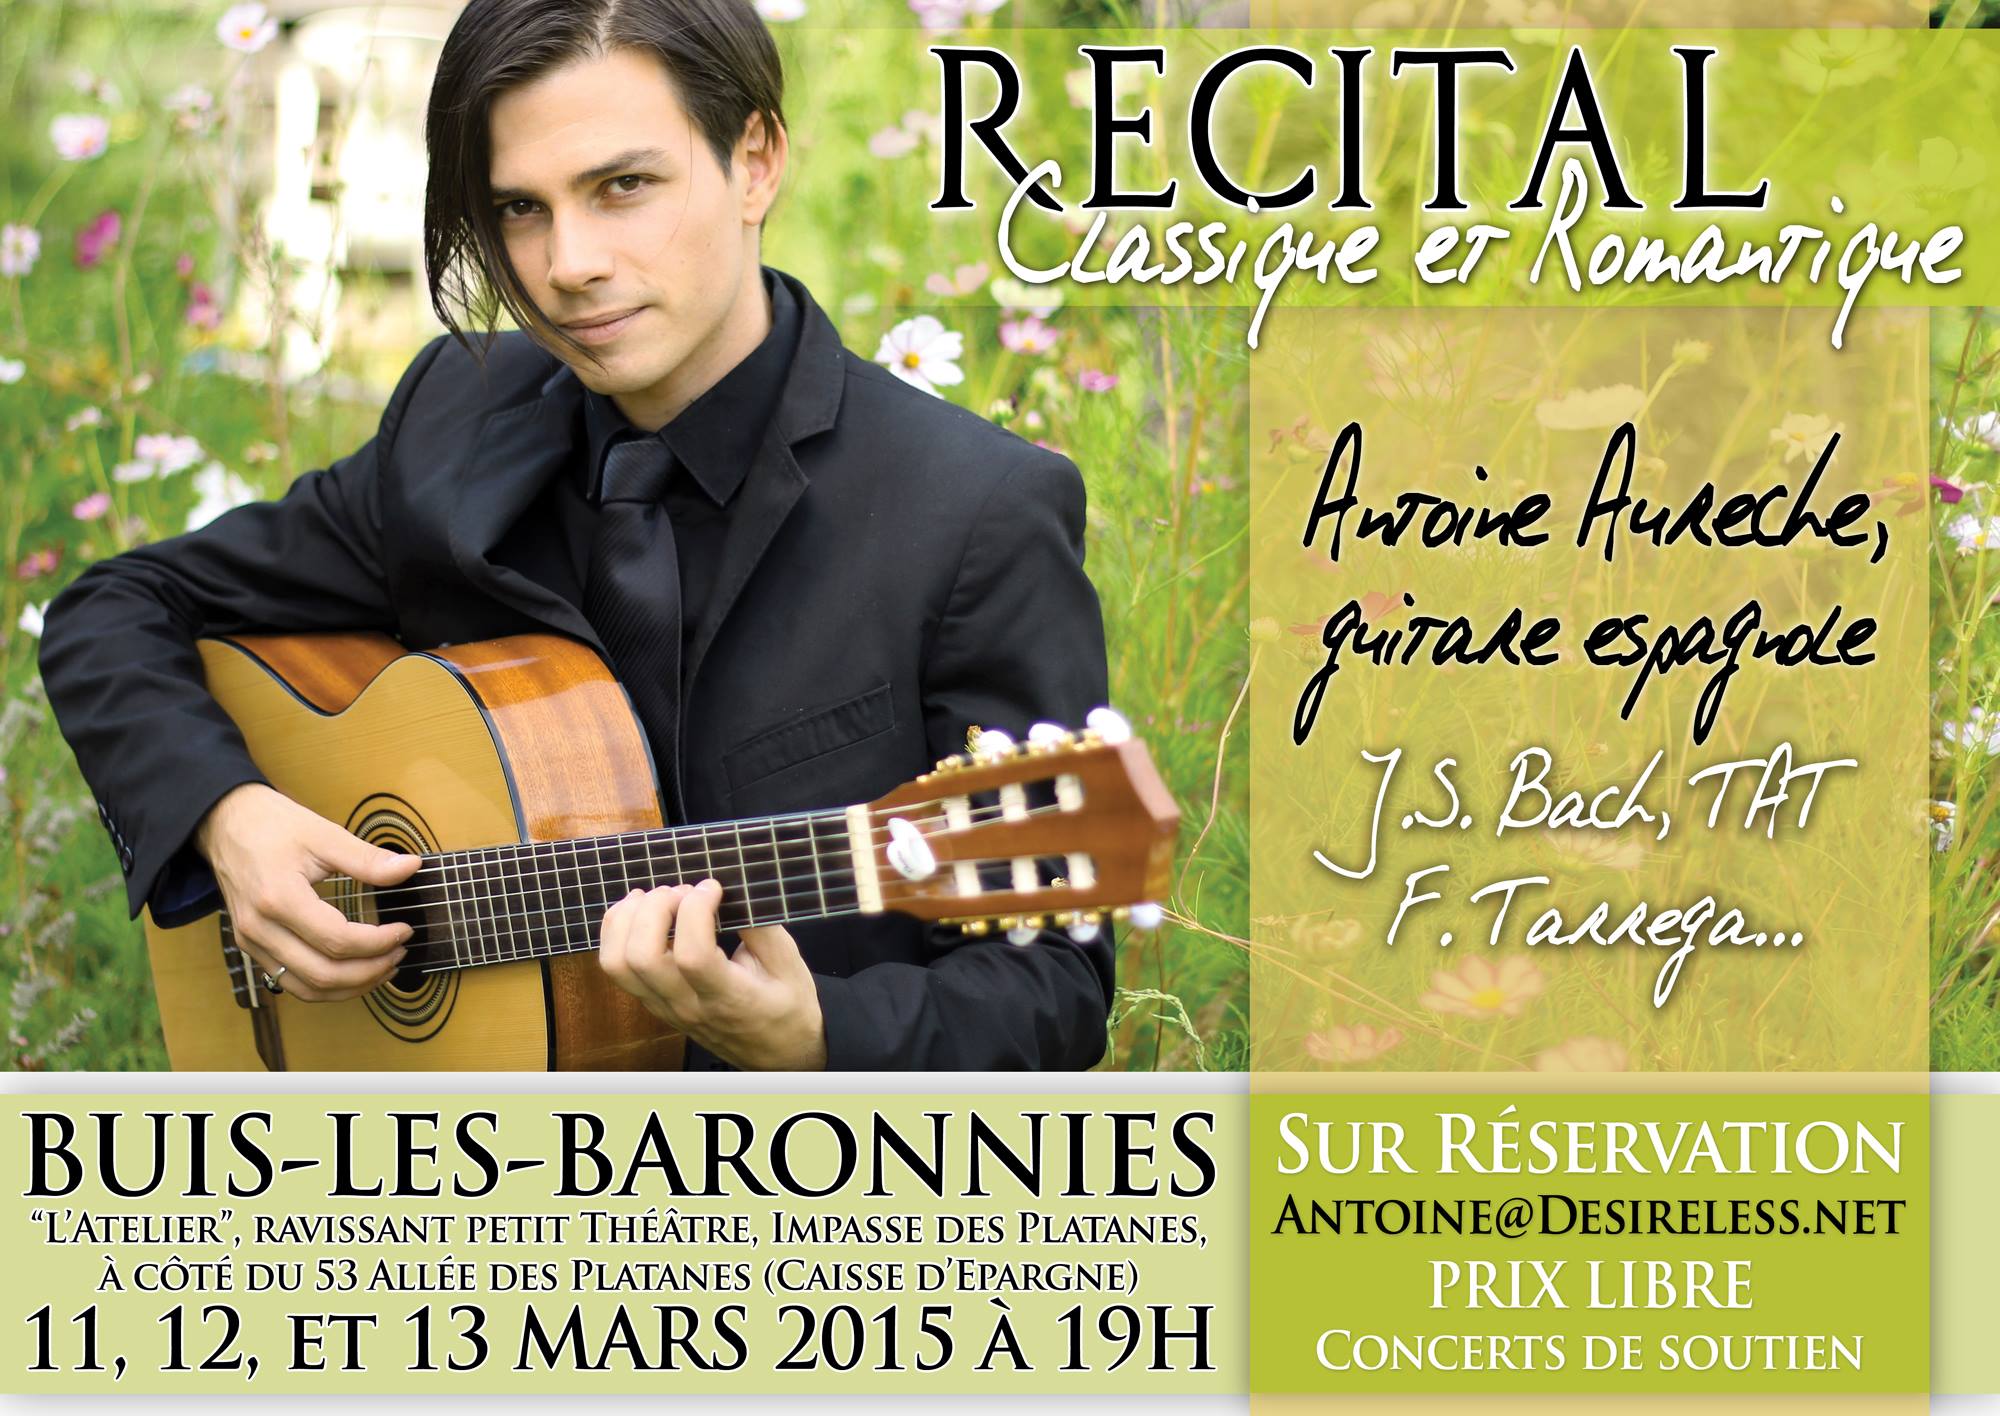 RECITAL
Classique et Romantique
Antoine Aureche,
guitare espagnole
J.S. Bach, TAT
F. Tarrega...
BUIS-LES-BARONNIES
“L’Atelier”, ravissant petit Théâtre, Impasse des Platanes,
à côté du 53 Allée des Platanes (Caisse d’Epargne)
11, 12, et 13 MARS 2015 À 19H
Sur Réservation
Antoine@Desireless.net
PRIX LIBRE
Concerts de soutien